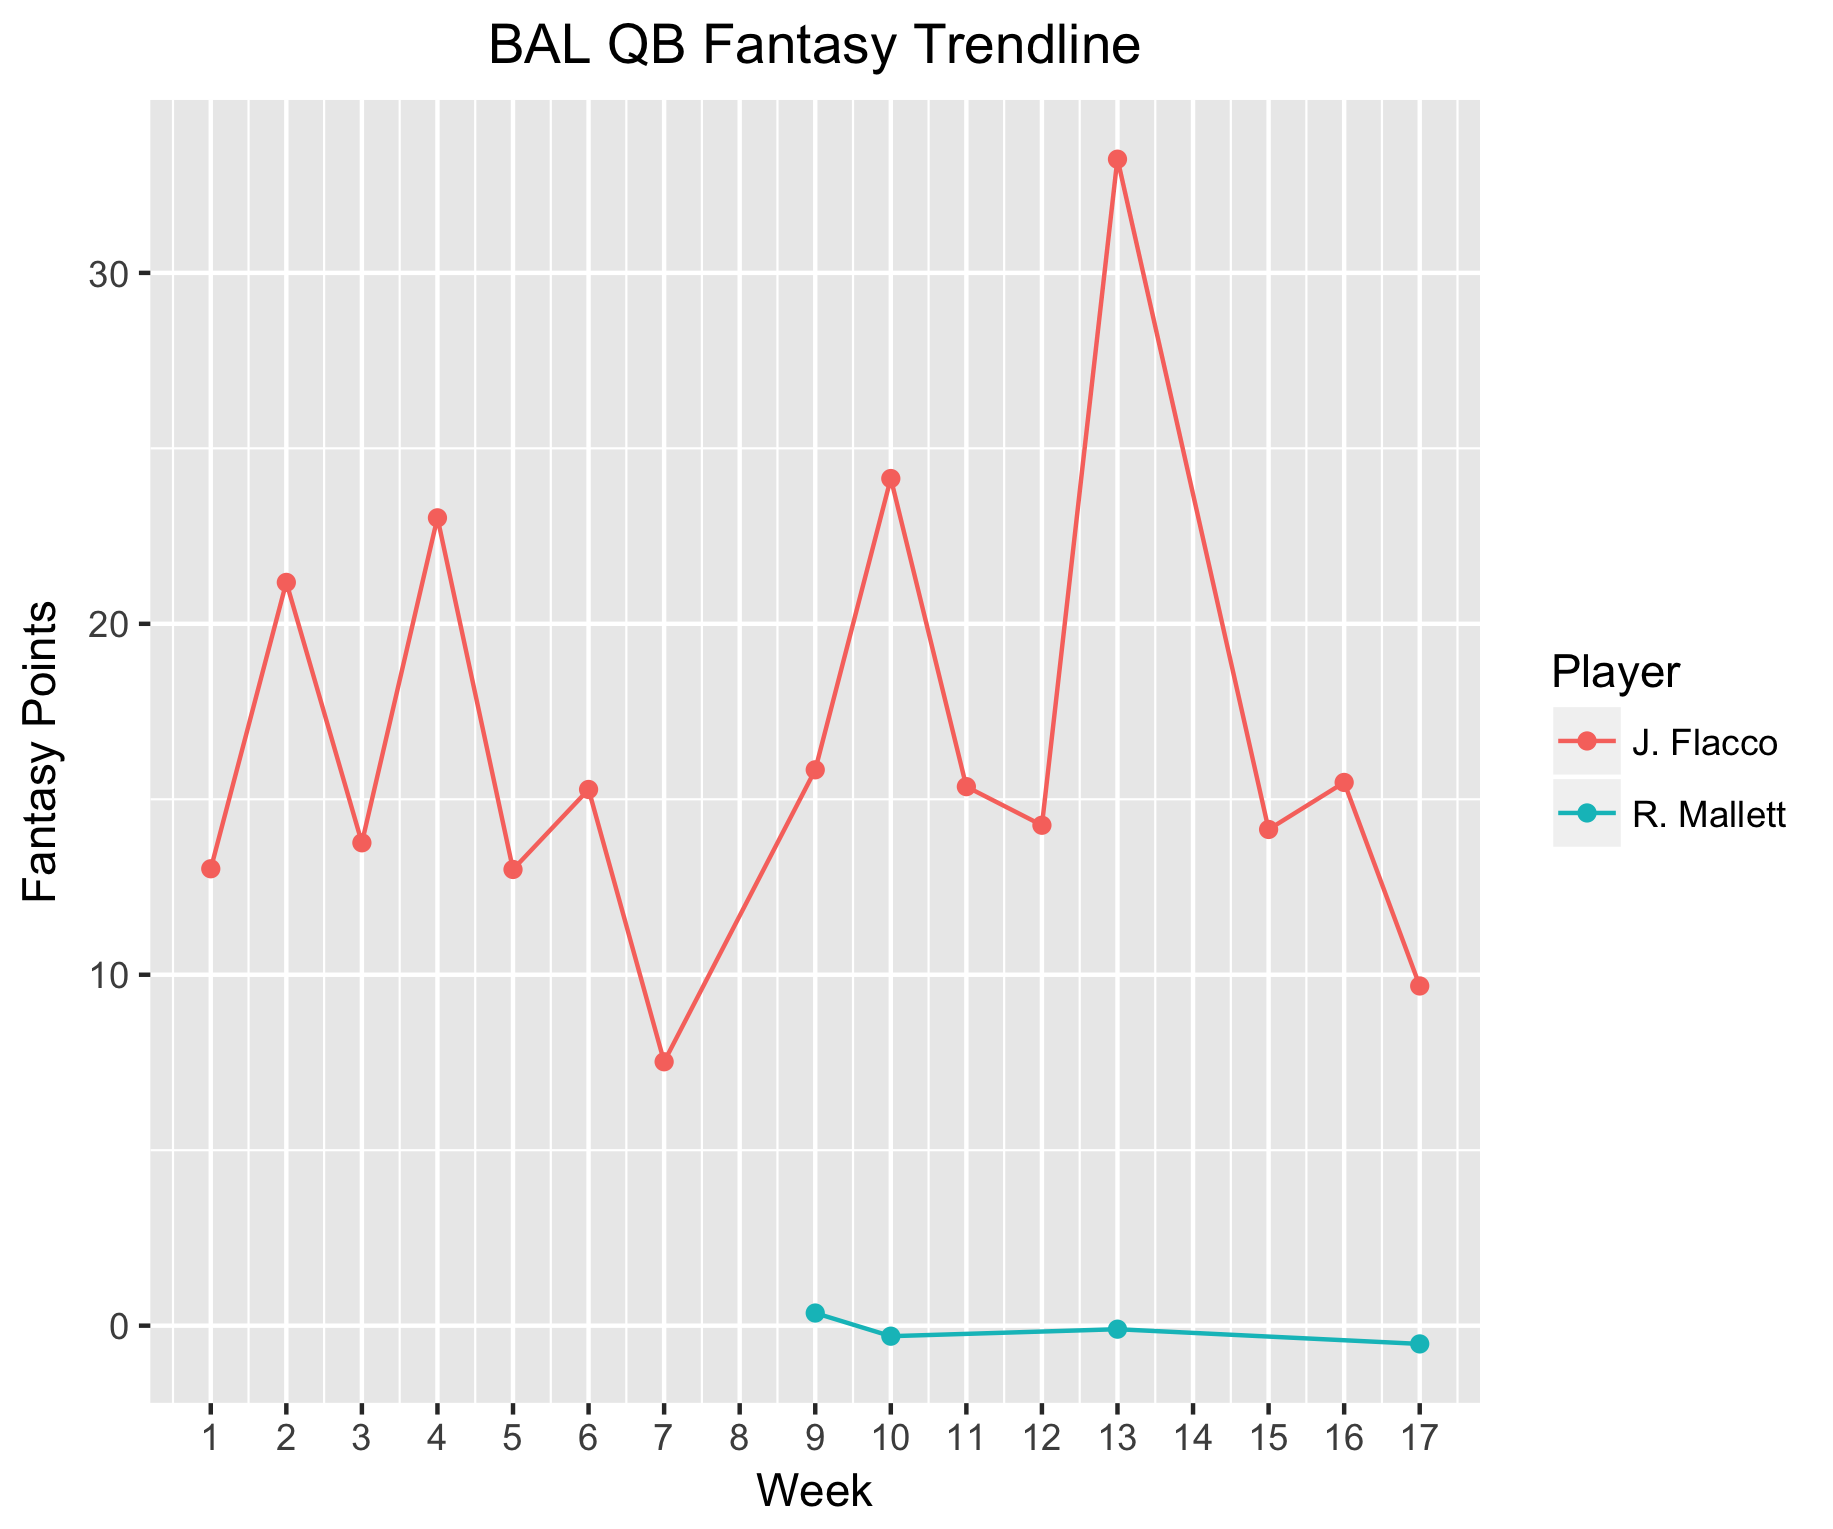 BAL QB Fantasy Trendline
Fantasy Points
30
20
10
0
1 2 3 4 5 6 7 8 9 10 11 12 13 14 15 16 17
Week
Player
J. Flacco
R. Mallett